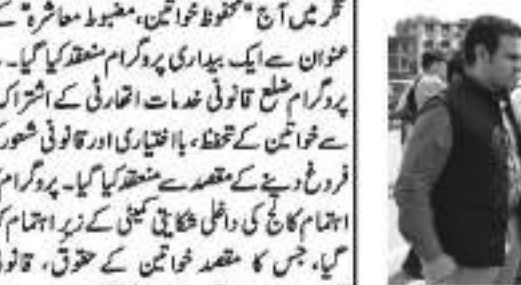 نگر میں آج "محفوظ خواتین، مضبوط معاشرہ" کے
عنوان سے ایک بیداری پروگرام منعقد کیا گیا۔
پروگرام ضلع قانونی خدمات اتھارٹی کے اشتراک
سے خواتین کے تحفظ، بااختیاری اور قانونی شعور
فروغ دینے کے مقصد سے منعقد کیا گیا۔ پروگرام
اہتمام کالج کی داخلی شکایتی کمیٹی کے زیر اہتمام
گیا، جس کا مقصد خواتین کے حقوق،